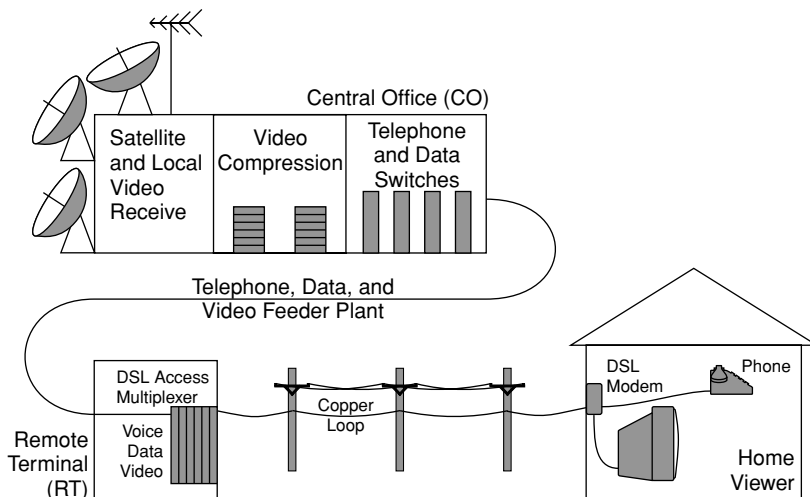 Central Office (CO)
Satellite
and Local
Video
Receive
Video
Compression
Telephone
and Data
Switches
Telephone, Data, and
Video Feeder Plant
DSL Access
Multiplexer
Voice
Data
Video
Remote
Terminal
(RT)
Copper
Loop
DSL
Modem
Phone
Home
Viewer